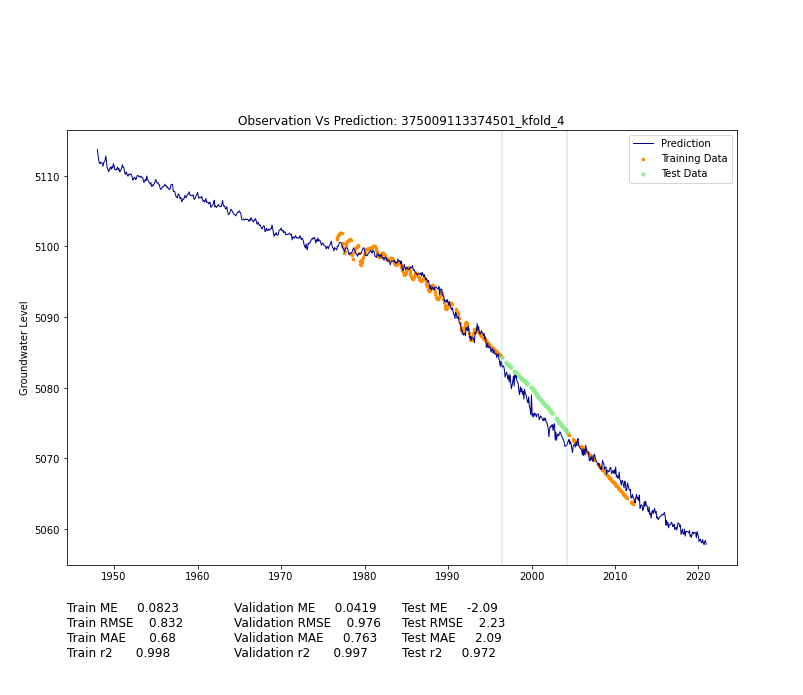 Observation Vs Prediction: 375009113374501_kfold_4
Prediction
Training Data
Test Data
5110
5100
5090
5080
5070
5060
Groundwater Level
1950 1960 1970 1980 1990 2000 2010 2020
Train ME 0.0823 Validation ME 0.0419 Test ME -2.09
Train RMSE 0.832 Validation RMSE 0.976 Test RMSE 2.23
Train MAE 0.68 Validation MAE 0.763 Test MAE 2.09
Train r2 0.998 Validation r2 0.997 Test r2 0.972